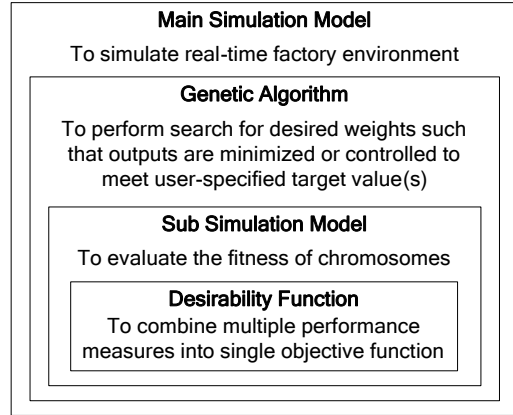 Main Simulation Model
To simulate real-time factory environment
Genetic Algorithm
To perform search for desired weights such
that outputs are minimized or controlled to
meet user-specified target value(s)
Sub Simulation Model
To evaluate the fitness of chromosomes
Desirability Function
To combine multiple performance
measures into single objective function